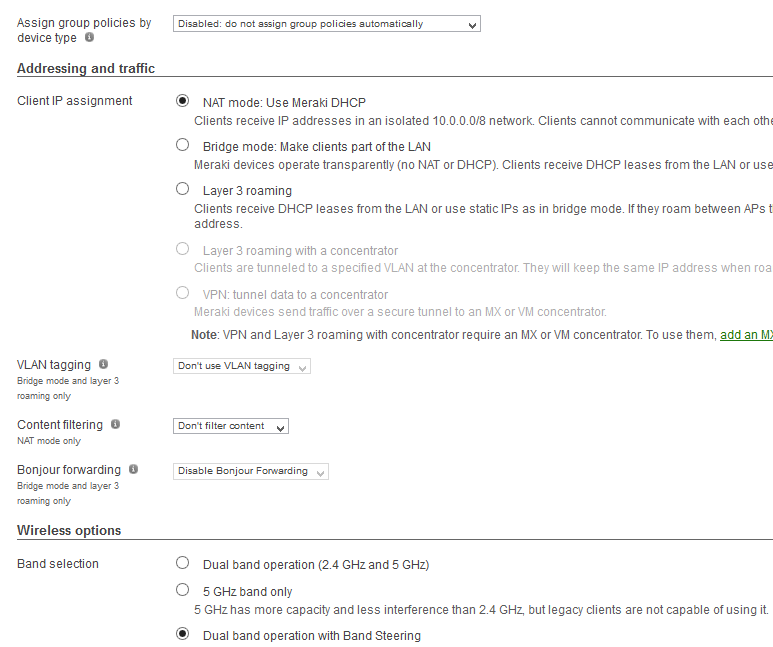 Assign group policies by
device type
Disabled: do not assign group policies automatically
Addressing and traffic
Client IP assignment
NAT mode: Use Meraki DHCP
Clients receive IP addresses in an isolated 10.0.0.0/8 network. Clients cannot communicate with each
Bridge mode: Make clients part of the LAN
Meraki devices operate transparently (no NAT or DHCP). Clients receive DHCP leases from the LAN or use
Layer 3 roaming
Clients receive DHCP leases from the LAN or use static IPs as in bridge mode. If they roam between APs
address.
Layer 3 roaming with a concentrator
Clients are tunneled to a specified VLAN at the concentrator. They will keep the same IP address when
VPN: tunnel data to a concentrator
Meraki devices send traffic over a secure tunnel to an MX or VM concentrator.
Note: VPN and Layer 3 roaming with concentrator require an MX or VM concentrator. To use them, add an
VLAN tagging
Bridge mode and layer 3
roaming only
Don't use VLAN tagging
Content filtering
NAT mode only
Don't filter content
Bonjour forwarding
Bridge mode and layer 3
roaming only
Disable Bonjour Forwarding
Wireless options
Band selection
Dual band operation (2.4 GHz and 5 GHz)
5 GHz band only
5 GHz has more capacity and less interference than 2.4 GHz, but legacy clients are not capable of using it.
Dual band operation with Band Steering